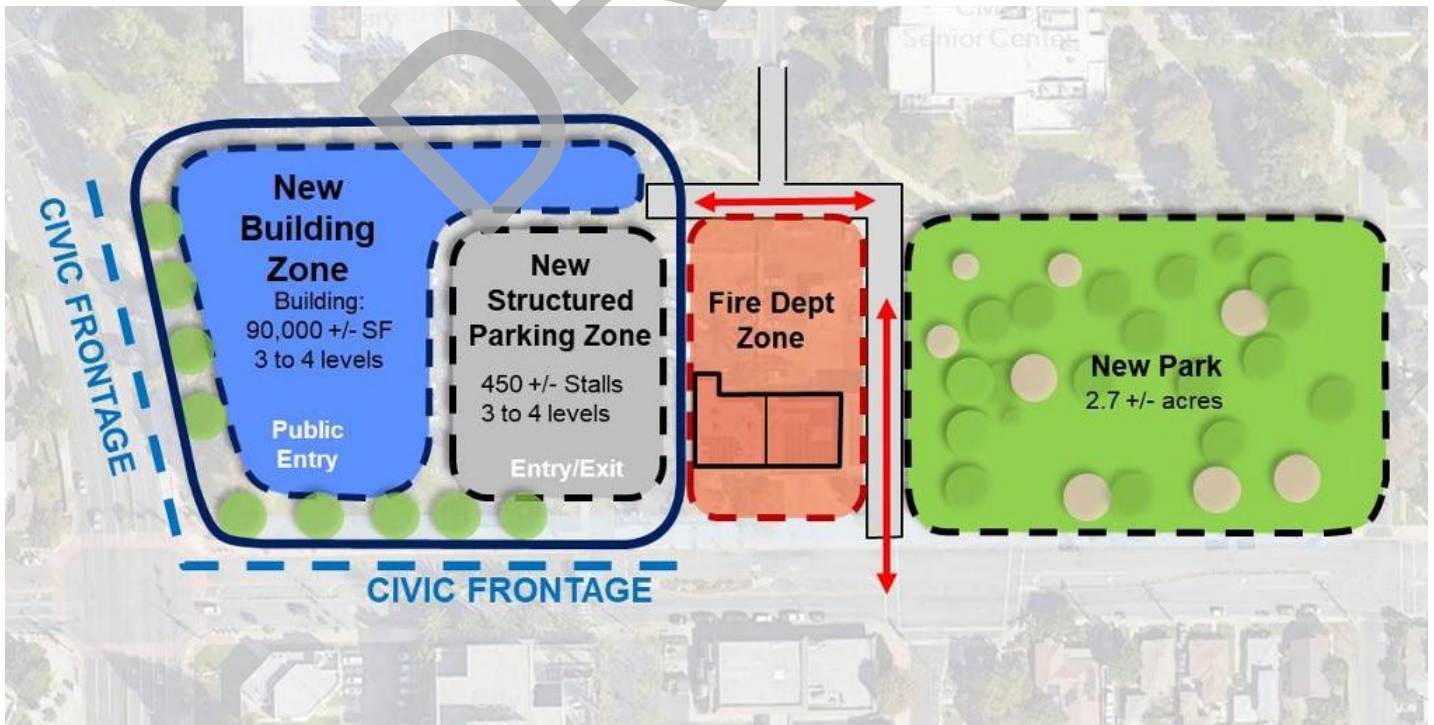 Senior Center
New
Building
Zone
Building:
90,000 +/- SF
3 to 4 levels
Public
Entry
New
Structured
Parking Zone
450 +/- Stalls
3 to 4 levels
Entry/Exit
Fire Dept
Zone
New Park
2.7 +/- acres
CIVIC FRONTAGE
CIVIC FRONTAGE